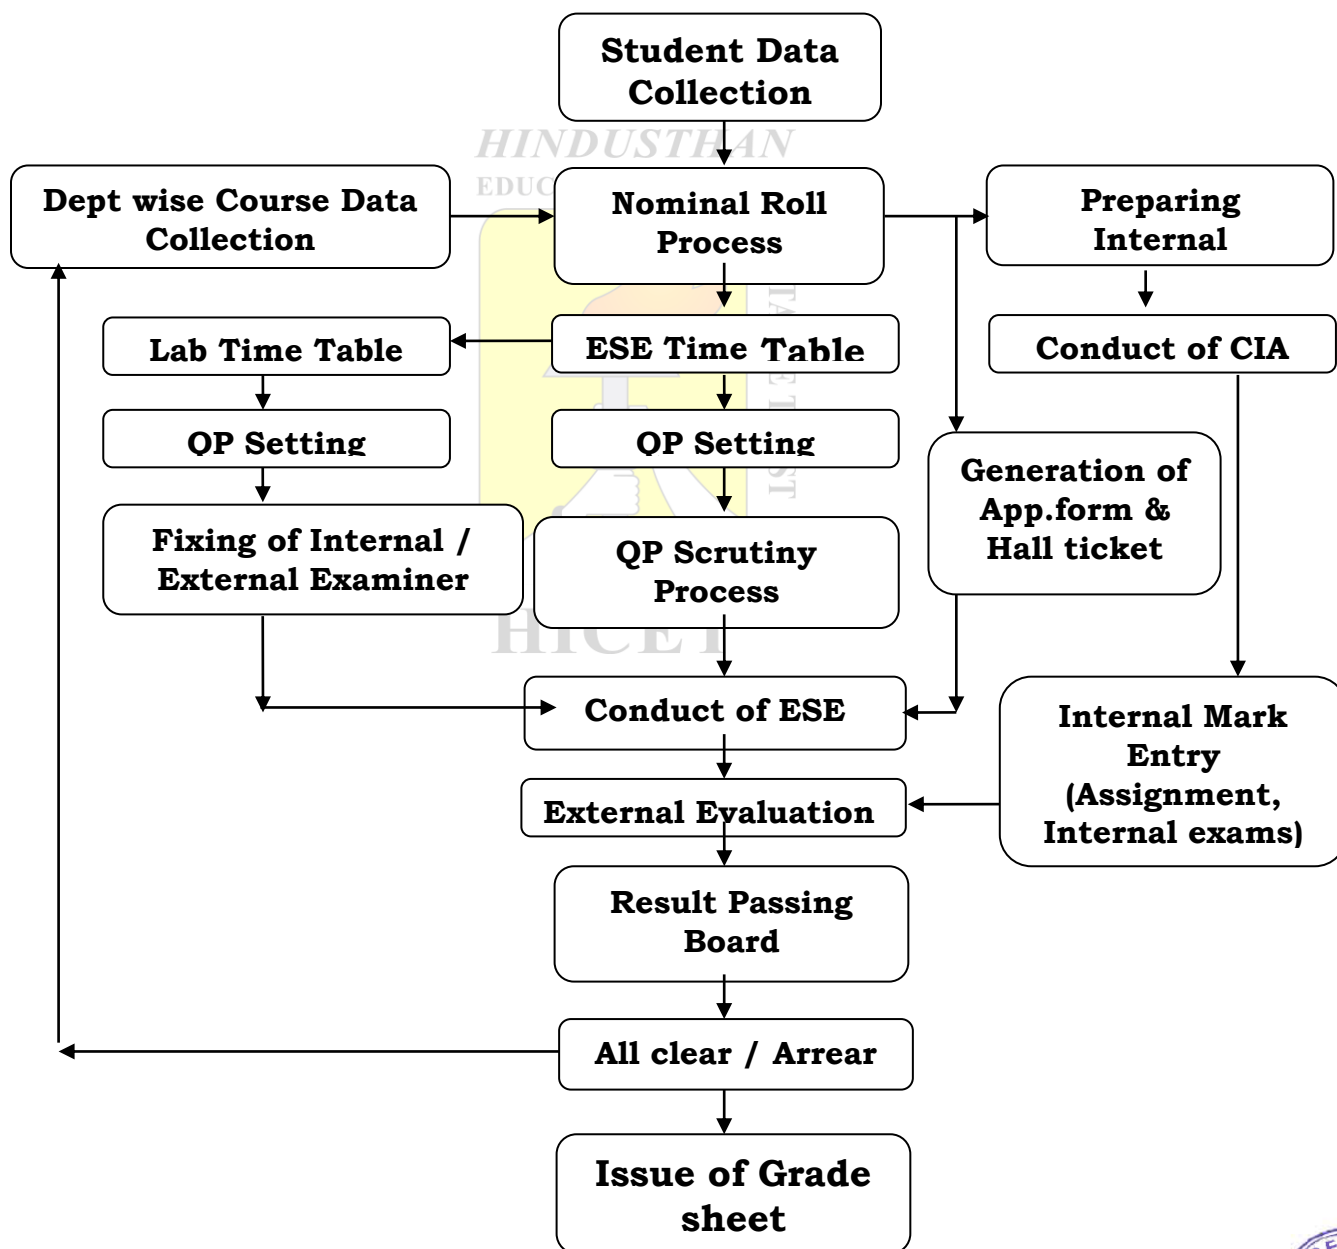 Student Data
Collection
HINDUSTHAN
EDUC
Dept wise Course Data
Collection
Nominal Roll
Process
Preparing
Internal
Lab Time Table
ESE Time Table
Conduct of CIA
QP Setting
QP Setting
Generation of
App.form &
Hall ticket
Fixing of Internal /
External Examiner
QP Scrutiny
Process
HICET
Conduct of ESE
Internal Mark
Entry
(Assignment,
Internal exams)
External Evaluation
Result Passing
Board
All clear / Arrear
Issue of Grade
sheet